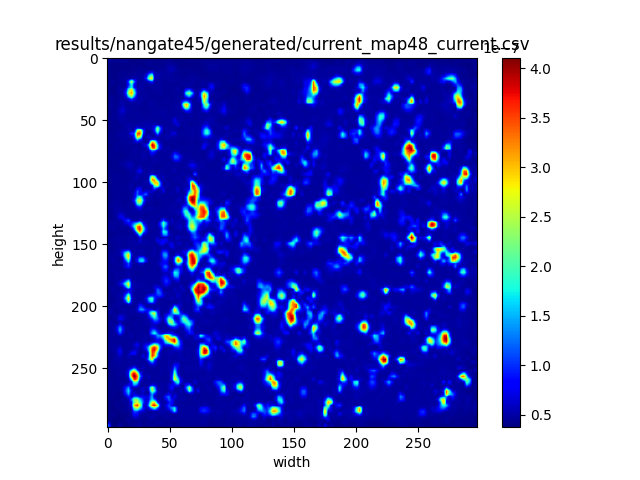 results/nangate45/generated/current_map48_current.csv
1e−7
0
50
100
150
200
250
height
0 50 100 150 200 250
width
4.0
3.5
3.0
2.5
2.0
1.5
1.0
0.5